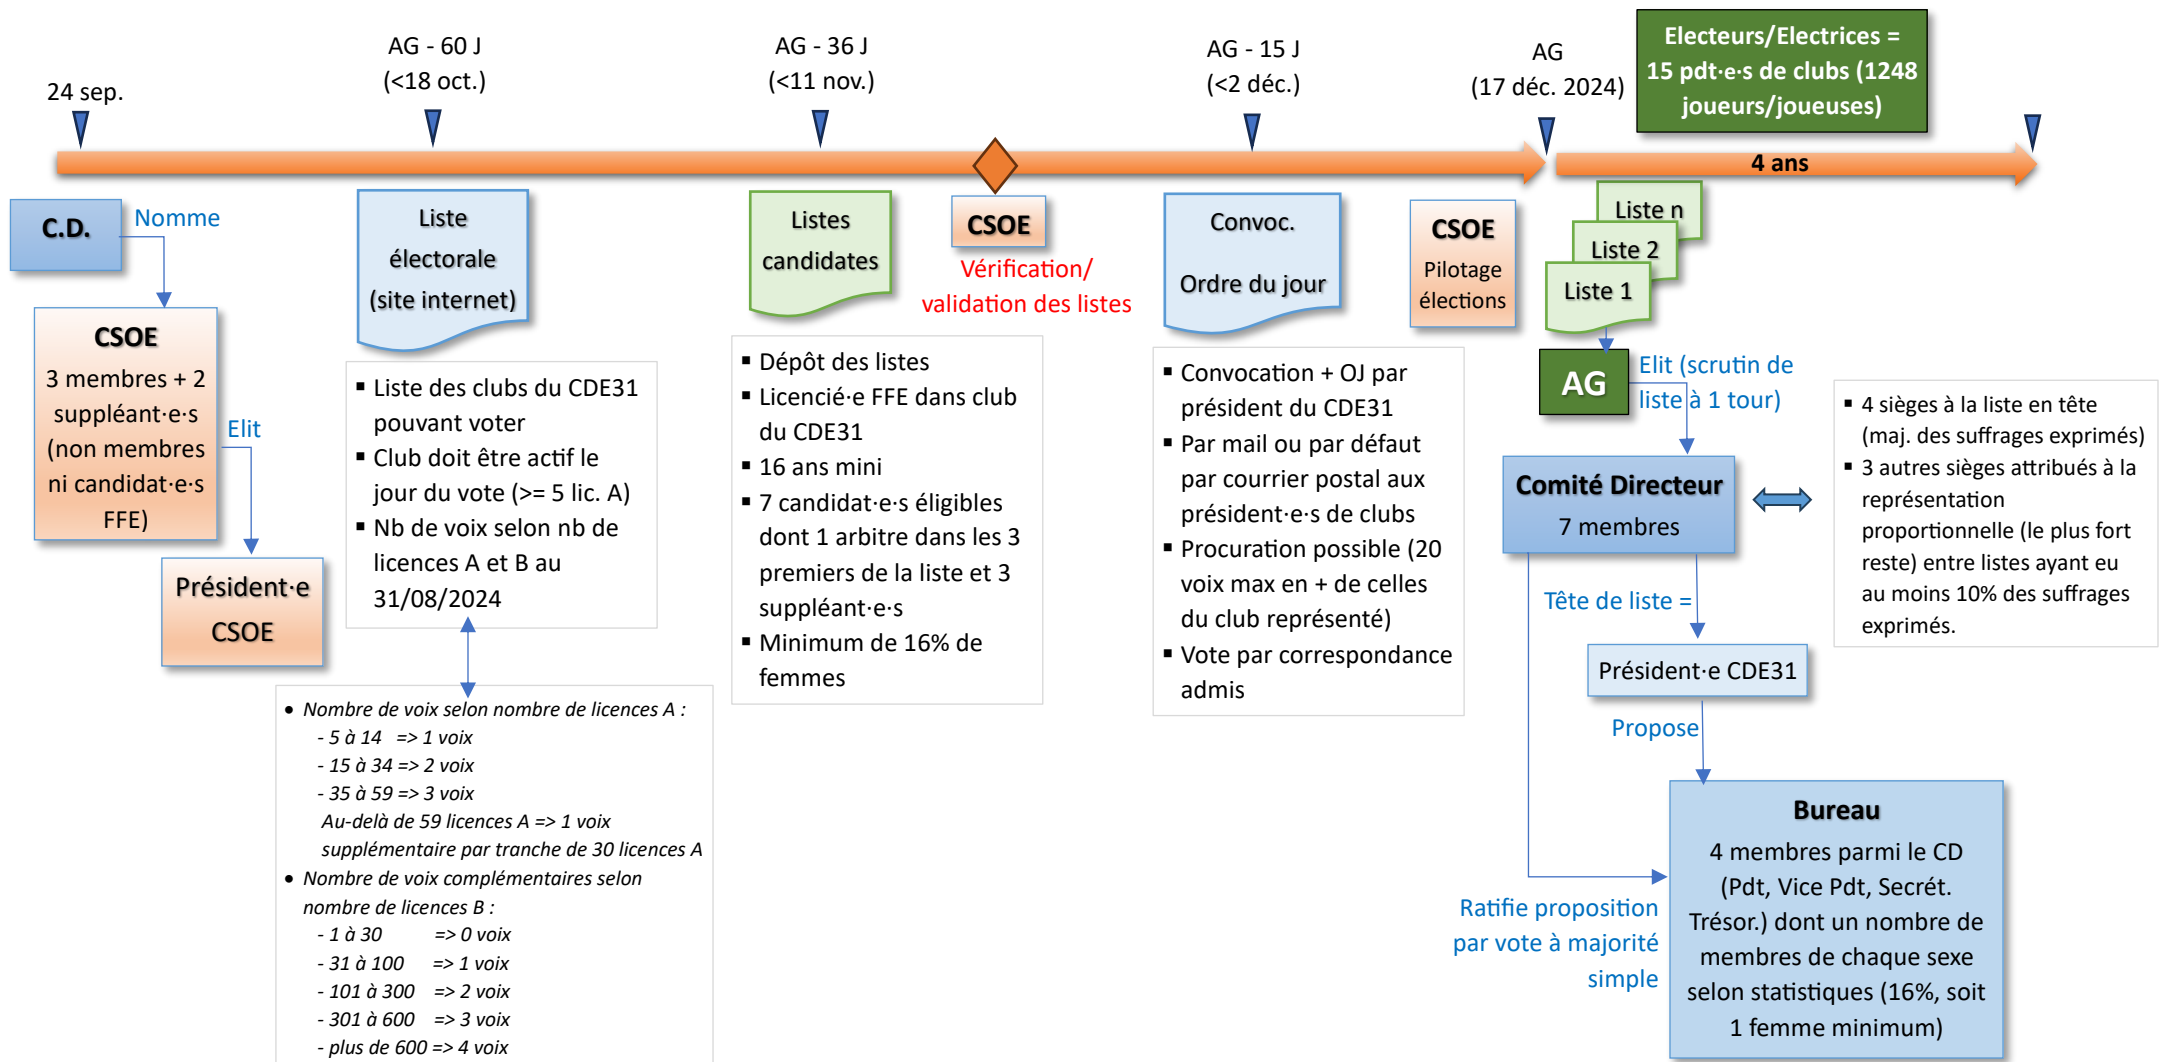 24 sep.
AG - 60 J
(<18 oct.)
AG - 36 J
(<11 nov.)
AG - 15 J
(<2 déc.)
AG
(17 déc. 2024)
Electeurs/Electrices =
15 pdt·e·s de clubs (1248
joueurs/joueuses)
4 ans
C.D.
Nomme
CSOE
3 membres + 2
suppléant·e·s
(non membres
ni candidat·e·s
FFE)
Elit
Président·e
CSOE
Liste
électorale
(site internet)
▪ Liste des clubs du CDE31
pouvant voter
▪ Club doit être actif le
jour du vote (>= 5 lic. A)
▪ Nb de voix selon nb de
licences A et B au
31/08/2024
• Nombre de voix selon nombre de licences A :
- 5 à 14 => 1 voix
- 15 à 34 => 2 voix
- 35 à 59 => 3 voix
Au-delà de 59 licences A => 1 voix
supplémentaire par tranche de 30 licences A
• Nombre de voix complémentaires selon
nombre de licences B :
- 1 à 30 => 0 voix
- 31 à 100 => 1 voix
- 101 à 300 => 2 voix
- 301 à 600 => 3 voix
- plus de 600 => 4 voix
Listes
candidates
▪ Dépôt des listes
▪ Licencié·e FFE dans club
du CDE31
▪ 16 ans mini
▪ 7 candidat·e·s éligibles
dont 1 arbitre dans les 3
premiers de la liste et 3
suppléant·e·s
▪ Minimum de 16% de
femmes
CSOE
Vérification/
validation des listes
Convoc.
Ordre du jour
▪ Convocation + OJ par
président du CDE31
▪ Par mail ou par défaut
par courrier postal aux
président·e·s de clubs
▪ Procuration possible (20
voix max en + de celles
du club représenté)
▪ Vote par correspondance
admis
CSOE
Pilotage
élections
Liste n
Liste 2
Liste 1
AG
Elit (scrutin de
liste à 1 tour)
Comité Directeur
7 membres
▪ 4 sièges à la liste en tête
(maj. des suffrages exprimés)
▪ 3 autres sièges attribués à la
représentation
proportionnelle (le plus fort
reste) entre listes ayant eu
au moins 10% des suffrages
exprimés.
Tête de liste =
Président·e CDE31
Propose
Ratifie proposition
par vote à majorité
simple
Bureau
4 membres parmi le CD
(Pdt, Vice Pdt, Secrét.
Trésor.) dont un nombre de
membres de chaque sexe
selon statistiques (16%, soit
1 femme minimum)